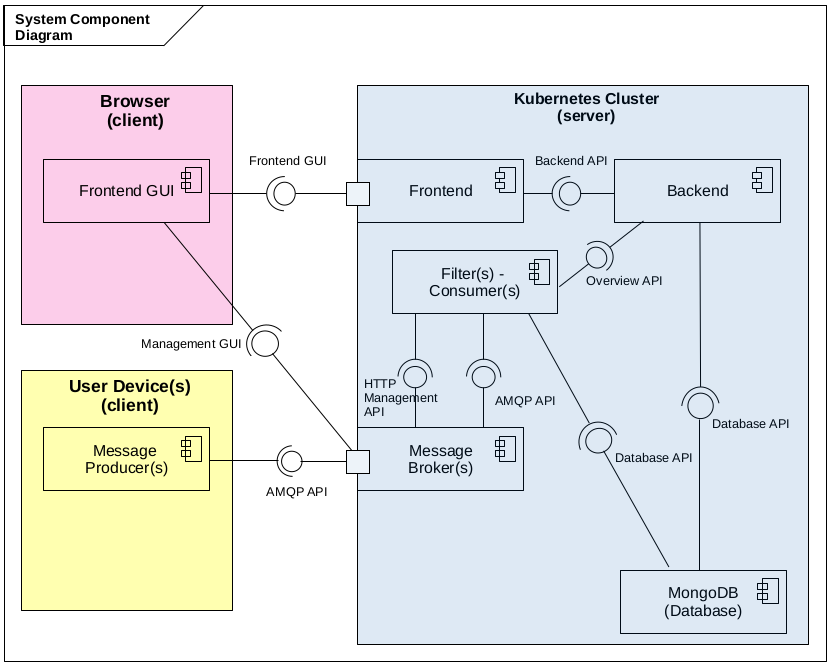 System Component
Diagram
Browser
(client)
Kubernetes Cluster
(server)
Frontend GUI
Frontend GUI
Frontend
Backend API
Backend
Filter(s) -
Consumer(s)
Overview API
Management GUI
User Device(s)
(client)
HTTP
Management
API
AMQP API
Database API
Message
Producer(s)
AMQP API
Message
Broker(s)
Database API
MongoDB
(Database)